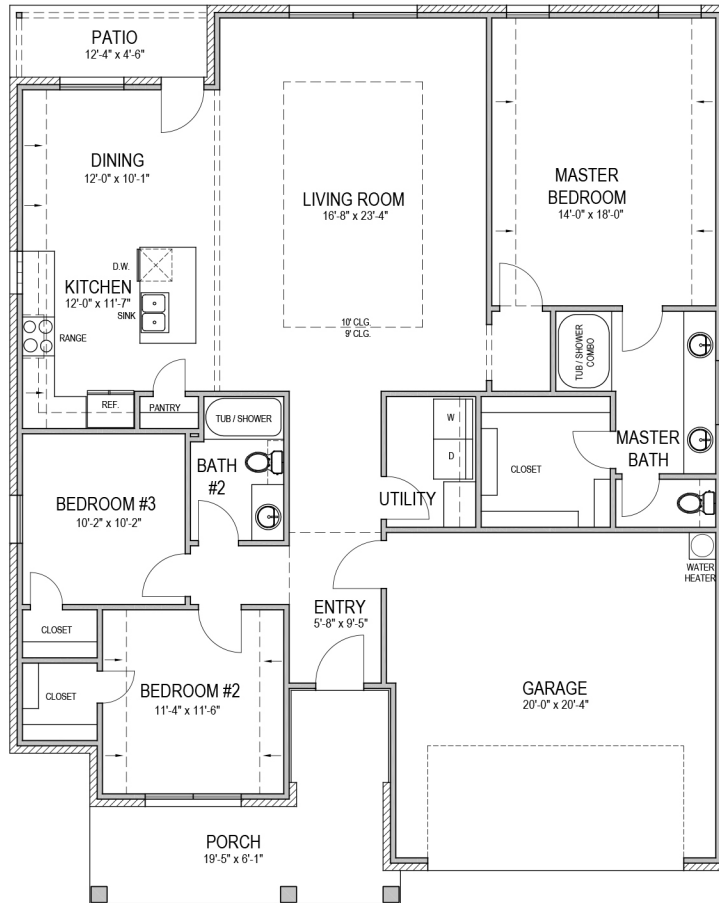 PATIO
12'-4" x 4'-6"
DINING
12'-0" x 10'-1"
LIVING ROOM
16'-8" x 23'-4"
MASTER
BEDROOM
14'-0" x 18'-0"
D.W.
KITCHEN
12'-0" x 11'-7"
SINK
RANGE
10' CLG.
9' CLG.
TUB / SHOWER
COMBO
REF.
PANTRY
TUB / SHOWER
W
D
CLOSET
MASTER
BATH
BATH
#2
UTILITY
BEDROOM #3
10'-2" x 10'-2"
WATER
HEATER
ENTRY
5'-8" x 9'-5"
CLOSET
CLOSET
BEDROOM #2
11'-4" x 11'-6"
GARAGE
20'-0" x 20'-4"
PORCH
19'-5" x 6'-1"